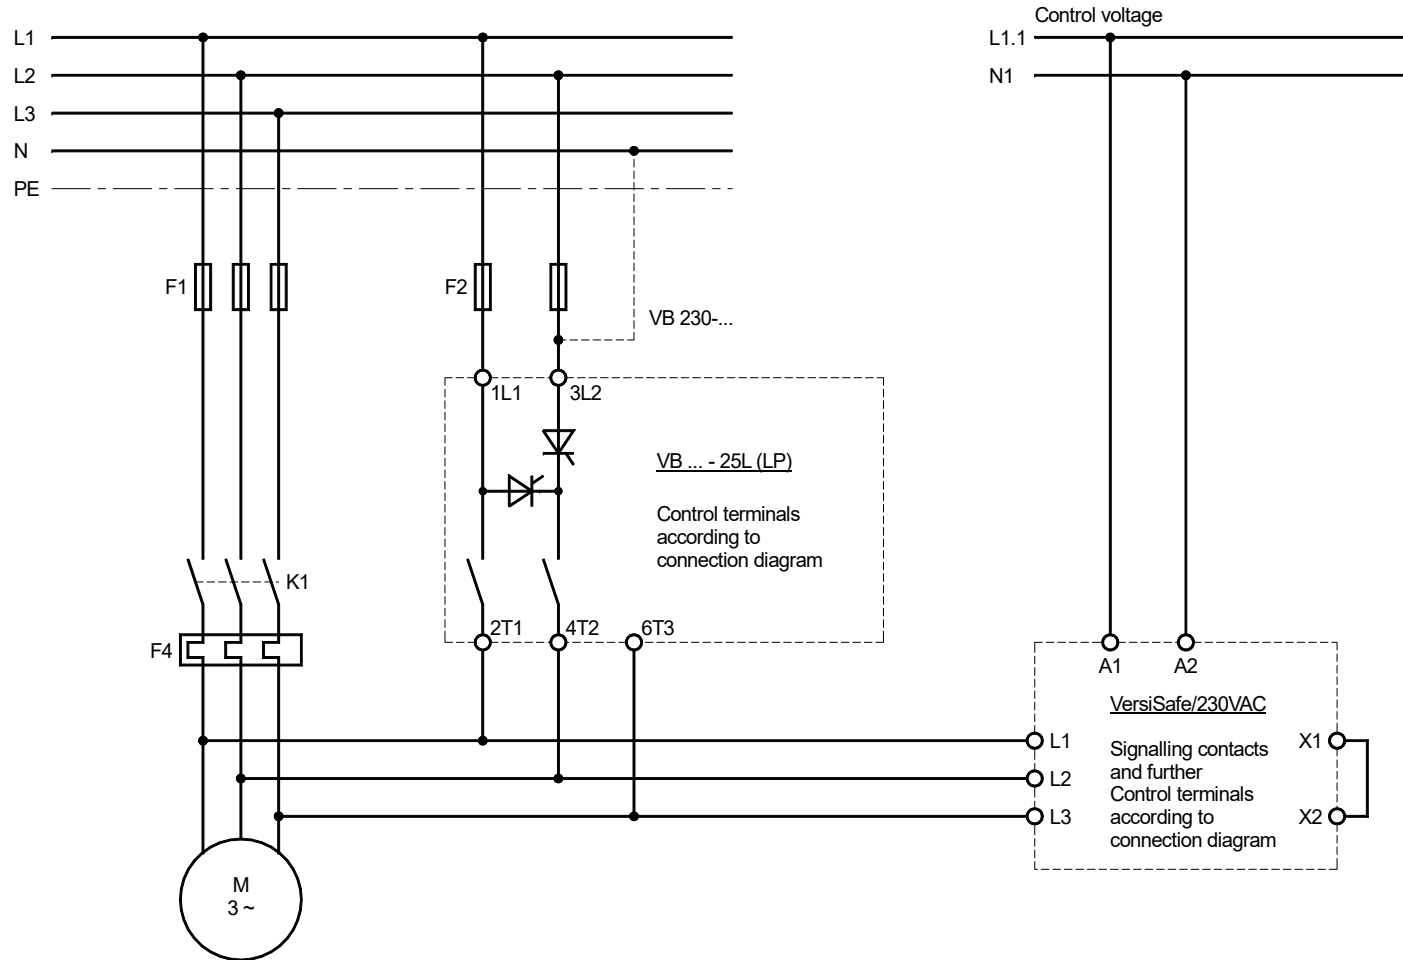 Control voltage
L1
L1.1
L2
N1
L3
N
PE
F1
F2
VB 230-...
1L1
3L2
VB ... - 25L (LP)
Control terminals
according to
connection diagram
K1
2T1
4T2
6T3
F4
A1
A2
VersiSafe/230VAC
L1
Signalling contacts
X1
and further
L2
Control terminals
L3
according to
X2
connection diagram
M
3 ~